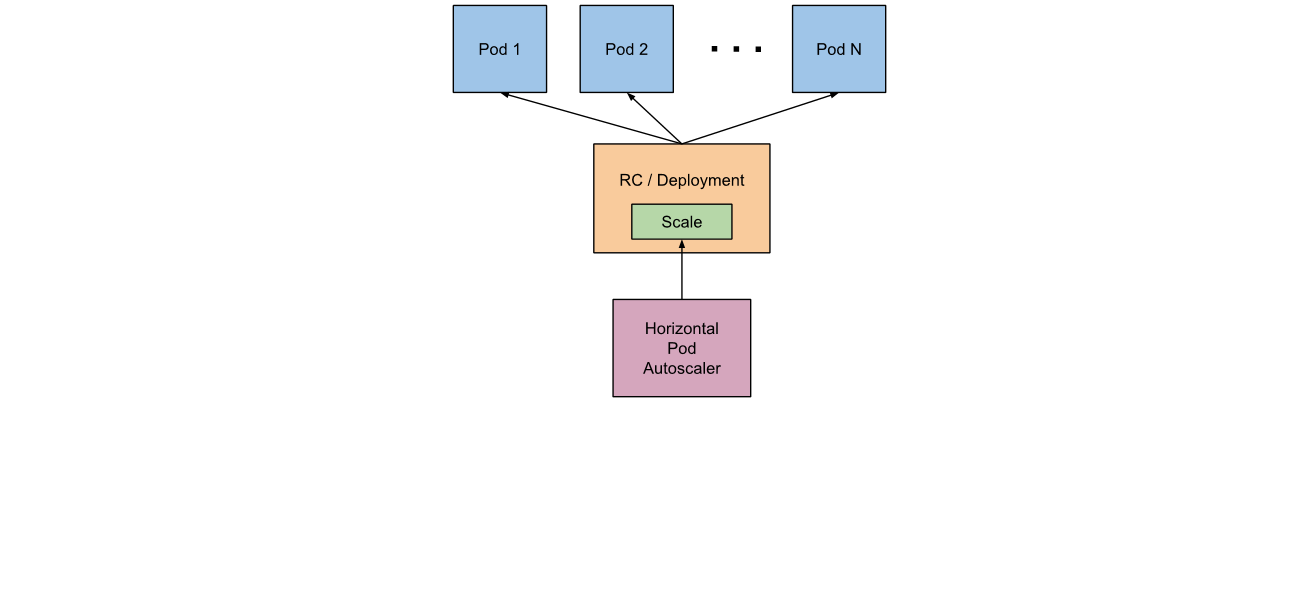 Pod 1
Pod 2
. . .
Pod N
RC / Deployment
Scale
Horizontal
Pod
Autoscaler